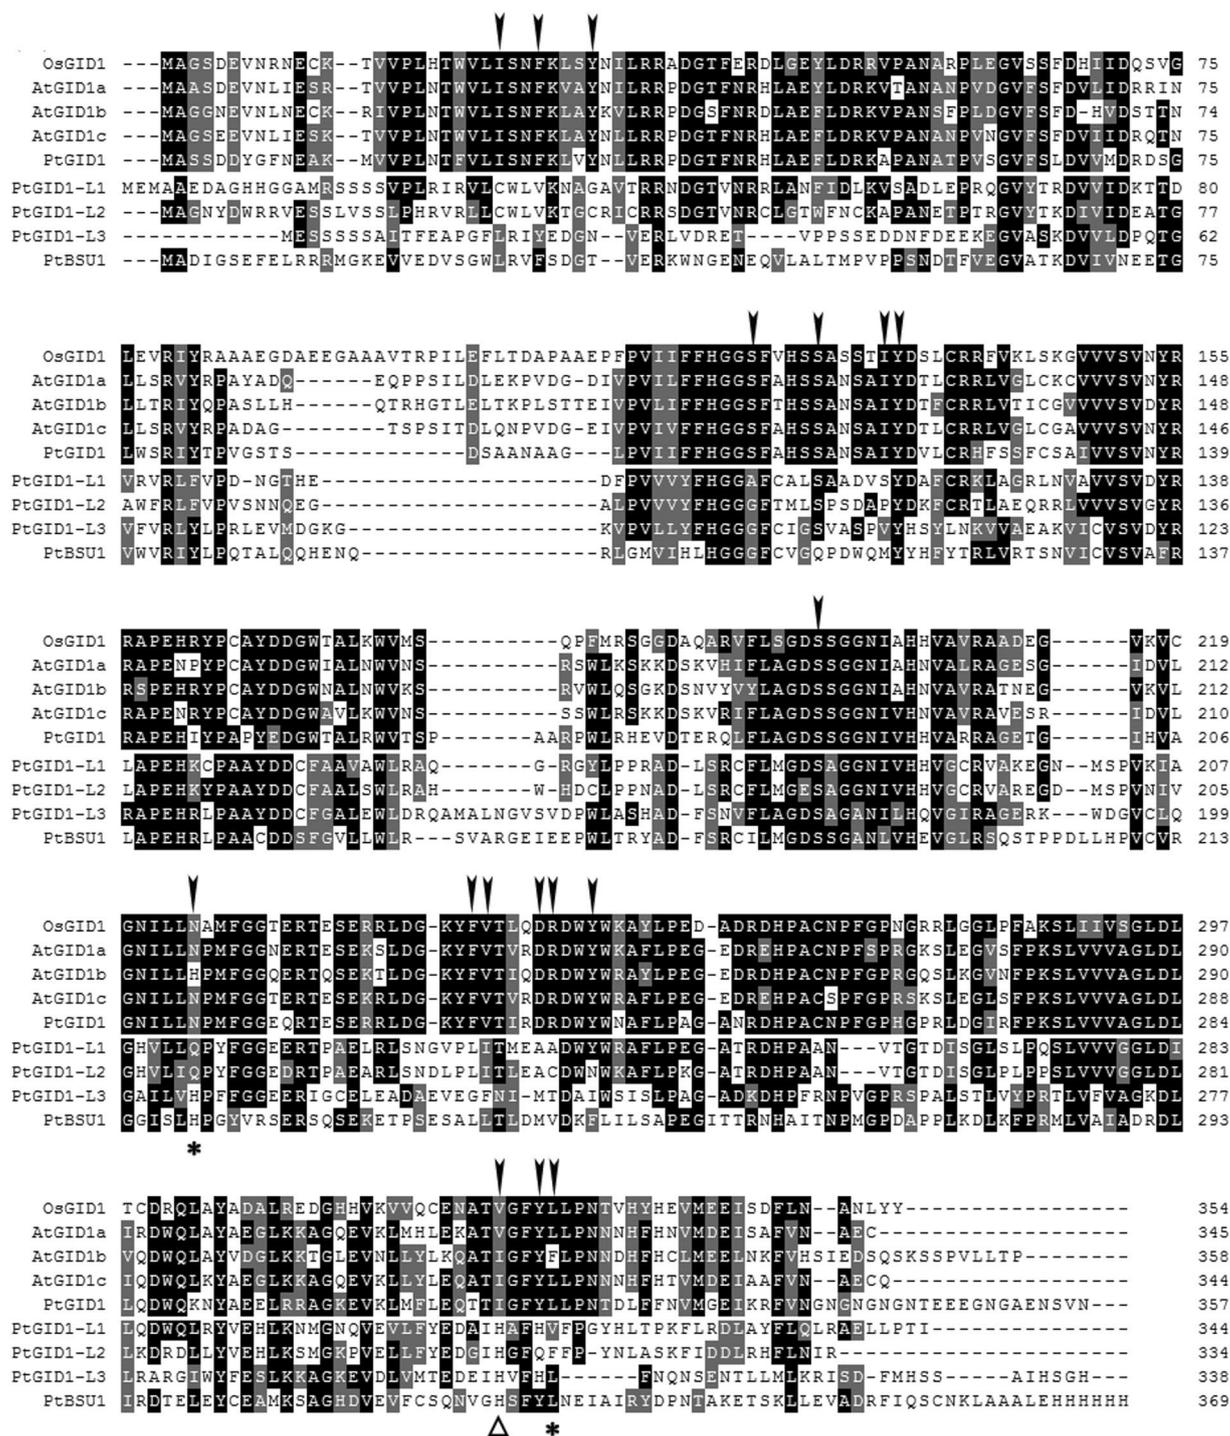 OsGID1 ---MAGSDEVNRNECK--TVVPLHTWVLISNFKLSYNILRRADGTFERDLGEYLDRRVPANARPLEGVSSFDHIIDQSVG 75
AtGID1a ---MAASDEVNLIESR--TVVPLNTWVLISNFKVAYNILRRPDGTFNRHLAEYLDRKVTANANPVDGVFSFDVLIDRRIN 75
AtGID1b ---MAGGNEVNLNECK--RIVPLNTWVLISNFKLAYKVLRRPDGSFNRDLAEYLDRKVPANSFPLDGVFSFD-HVDSTTN 74
AtGID1c ---MAGSEEVNLIESK--TVVPLNTWVLISNFKLAYNLLRRPDGTFNRHLAEYLDRKVPANANPVNGVFSFDVIIDRQTN 75
PtGID1 ---MASSDDYGFNEAK--MVVPLNTFVLISNFKLVYNLLRRPDGTFNRHLAEFLDRKAPANATPVSGVFSLDVVMDRDSG 75
PtGID1-L1 MEMAAEDAGHHGGAMRSSSSVPLRIRVLCWLVKNAGAVTRRNDGTVNRRLANFIDLKVSADLEPRQGVYTRDVVIDKTTD 80
PtGID1-L2 ---MAGNYDWRRVESSLVSSLPHRVRLLCWLVKTGCRICRRSDGTVNRCLGTWFNCKAPANETPTRGVYTKDIVIDEATG 77
PtGID1-L3 ------------MESSSSSAITFEAPGFLRIYEDGN--VERLVDRET----VPPSSEDDNFDEEKEGVASKDVVLDPQTG 62
PtBSU1 ---MADIGSEFELRRRMGKEVVEDVSGWLRVFSDGT--VERKWNGENEQVLALTMPVPPSNDTFVEGVATKDVIVNEETG 75
OsGID1 LEVRIYRAAAEGDAEEGAAAVTRPILEFLTDAPAAEPFPVIIFFHGGSFVHSSASSTIYDSLCRRFVKLSKGVVVSVNYR 155
AtGID1a LLSRVYRPAYADQ------EQPPSILDLEKPVDG-DIVPVILFFHGGSFAHSSANSAIYDTLCRRLVGLCKCVVVSVNYR 148
AtGID1b LLTRIYQPASLLH------QTRHGTLELTKPLSTTEIVPVLIFFHGGSFTHSSANSAIYDTFCRRLVTICGVVVVSVDYR 148
AtGID1c LLSRVYRPADAG-------TSPSITDLQNPVDG-EIVPVIVFFHGGSFAHSSANSAIYDTLCRRLVGLCGAVVVSVNYR 146
PtGID1 LWSRIYTPVGSTS-------------DSAANAAG---LPVIIFFHGGSFAHSSANSAIYDVLCRHFSSFCSAIVVSVNYR 139
PtGID1-L1 VRVRLFVPD-NGTHE---------------------DFPVVVYFHGGAFCALSAADVSYDAFCRKLAGRLNVAVVSVDYR 138
PtGID1-L2 AWFRLFVPVSNNQEG---------------------ALPVVVYFHGGGFTMLSPSDAPYDKFCRTLAEQRRLVVVSVGYR 136
PtGID1-L3 VFVRLYLPRLEVMDGKG-------------------KVPVLLYFHGGGFCIGSVASPVYHSYLNKVVAEAKVICVSVDYR 123
PtBSU1 VWVRIYLPQTALQQHENQ------------------RLGMVIHLHGGGFCVGQPDWQMYYHFYTRLVRTSNVICVSVAFR 137
OsGID1 RAPEHRYPCAYDDGWTALKWVMS----------QPFMRSGGDAQARVFLSGDSSGGNIAHHVAVRAADEG------VKVC 219
AtGID1a RAPENPYPCAYDDGWIALNWVNS----------RSWLKSKKDSKVHIFLAGDSSGGNIAHNVALRAGESG------IDVL 212
AtGID1b RSPEHRYPCAYDDGWNALNWVKS----------RVWLQSGKDSNVYVYLAGDSSGGNIAHNVAVRATNEG------VKVL 212
AtGID1c RAPENRYPCAYDDGWAVLKWVNS----------SSWLRSKKDSKVRIFLAGDSSGGNIVHNVAVRAVESR------IDVL 210
PtGID1 RAPEHIYPAPYEDGWTALRWVTSP--------AARPWLRHEVDTERQLFLAGDSSGGNIVHHVARRAGETG------IHVA 206
PtGID1-L1 LAPEHKCPAAYDDCFAAVAWLRAQ-------G-RGYLPPRAD-LSRCFLMGDSAGGNIVHHVGCRVAKEGN--MSPVKIA 207
PtGID1-L2 LAPEHKYPAAYDDCFAALSWLRAH-------W-HDCLPPNAD-LSRCFLMGESAGGNIVHHVGCRVAREGD--MSPVNIV 205
PtGID1-L3 RAPEHRLPAAYDDCFGALEWLDRQAMALNGVSVDPWLASHAD-FSNVFLAGDSAGANILHQVGIRAGERK---WDGVCLQ 199
PtBSU1 LAPEHRLPAACDDSFGVLLWLR---SVARGEIEEPWLTRYAD-FSRCILMGDSSGANLVHEVGLRSQSTPPDLLHPVCVR 213
OsGID1 GNILLNAMFGGTERTESERRLDG-KYFVTLQDRDWYWKAYLPED-ADRDHPACNPFGPNGRRLGGLPFAKSLIIVSGLDL 297
AtGID1a GNILLNPMFGGNERTESEKSLDG-KYFVTVRDRDWYWKAFLPEG-EDREHPACNPFSPRGKSLEGVSFPKSLVVVAGLDL 290
AtGID1b GNILLHPMFGGQERTQSEKTLDG-KYFVTIQDRDWYWRAYLPEG-EDRDHPACNPFGPRGQSLKGVNFPKSLVVVAGLDL 290
AtGID1c GNILLNPMFGGTERTESEKRLDG-KYFVTVRDRDWYWRAFLPEG-EDREHPACSPFGPRSKSLEGLSFPKSLVVVAGLDL 288
PtGID1 GNILLNPMFGGEQRTESERRLDG-KYFVTIRDRDWYWNAFLPAG-ANRDHPACNPFGPHGPRLDGIRFPKSLVVVAGLDL 284
PtGID1-L1 GHVLLQPYFGGEERTPAELRLSNGVPLITMEAADWYWRAFLPEG-ATRDHPAAN---VTGTDISGLSLPQSLVVVGGLDI 283
PtGID1-L2 GHVLIQPYFGGEDRTPAEARLSNDLPLITLEACDWNWKAFLPKG-ATRDHPAAN---VTGTDISGLPLPPSLVVVGGLDL 281
PtGID1-L3 GAILVHPFFGGEERIGCELEADAEVEGFNI-MTDAIWSISLPAG-ADKDHPFRNPVGPRSPALSTLVYPRTLVFVAGKDL 277
PtBSU1 GGISLHPGYVRSERSQSEKETPSESALLTLDMVDKFLILSAPEGITTRNHAITNPMGPDAPPLKDLKFPRMLVAIADRDL 293
*
OsGID1 TCDRQLAYADALREDGHHVKVVQCENATVGFYLLPNTVHYHEVMEEISDFLN--ANLYY----------------- 354
AtGID1a IRDWQLAYAEGLKKAGQEVKLMHLEKATVGFYLLPNNNHFHNVMDEISAFVN--AEC------------------- 345
AtGID1b VQDWQLAYVDGLKKTGLEVNLLYLKQATIGFYFLPNNDHFHCLMEELNKFVHSIEDSQSKSSPVLLTP-------- 358
AtGID1c IQDWQLKYAEGLKKAGQEVKLLYLEQATIGFYLLPNNNHFHTVMDEIAAFVN--AECQ------------------ 344
PtGID1 LQDWQKNYAEELRRAGKEVKLMFLEQTTIGFYLLPNTDLFFNVMGEIKRFVNGNGNGNGNTEEEGNGAENSVN--- 357
PtGID1-L1 LQDWQLRYVEHLKNMGNQVEVLFYEDAIHAFHVFPGYHLTPKFLRDLAYFLQLRAELLPTI--------------- 344
PtGID1-L2 LKDRDLLYVEHLKSMGKPVELLFYEDGIHGFQFFP-YNLASKFIDDLRHFLNIR---------------------- 334
PtGID1-L3 LRARGIWYFESLKKAGKEVDLVMTEDEIHVFHL------FNQNSENTLLMLKRISD-FMHSS-----AIHSGH--- 338
PtBSU1 IRDTELEYCEAMKSAGHDVEVFCSQNVGHSFYLNEIAIRYDPNTAKETSKLLEVADRFIQSCNKLAAALEHHHHHH 369
△ *